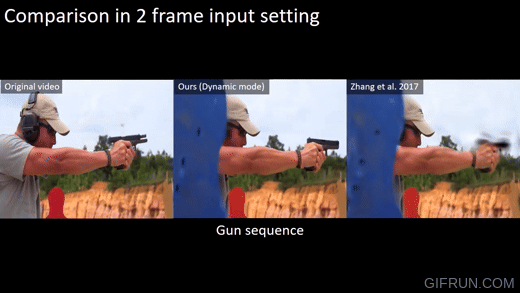 Comparison in 2 frame input setting
Original video
Ours (Dynamic mode)
Zhang et al. 2017
Gun sequence
GIFRUN.COM